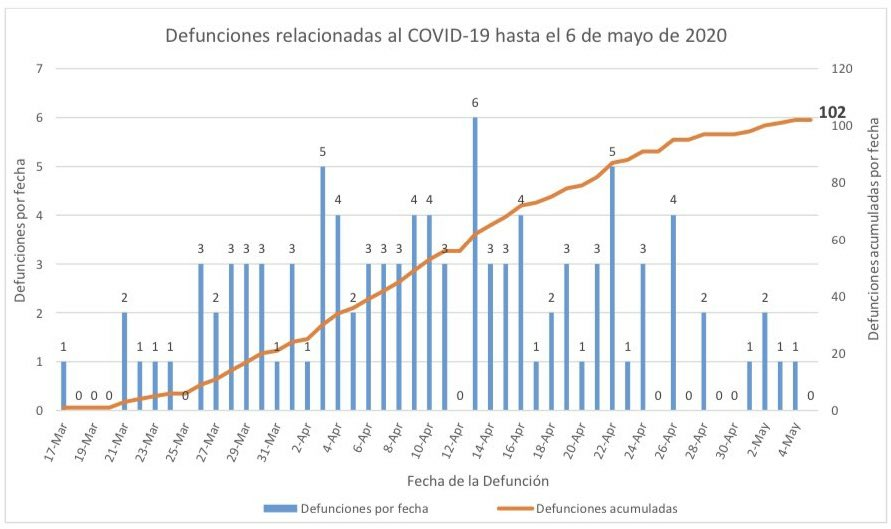 Defunciones relacionadas al COVID-19 hasta el 6 de mayo de 2020
Defunciones por fecha
7
6
5
4
3
2
1
0
1 0 0 0 2 1 1 1 0 3 2 3 3 3 1 3 1 5 4 2 3 3 3 4 4 3 0 6 3 3 4 1 2 3 1 3 5 1 3 0 4 0 2 0 0 1 2 1 1 0
102
120
100
80
60
40
20
0
Defunciones acumuladas por fecha
17-Mar
19-Mar
21-Mar
23-Mar
25-Mar
27-Mar
29-Mar
31-Mar
2-Apr
4-Apr
6-Apr
8-Apr
10-Apr
12-Apr
14-Apr
16-Apr
18-Apr
20-Apr
22-Apr
24-Apr
26-Apr
28-Apr
30-Apr
2-May
4-May
Fecha de la Defunción
Defunciones por fecha
Defunciones acumuladas